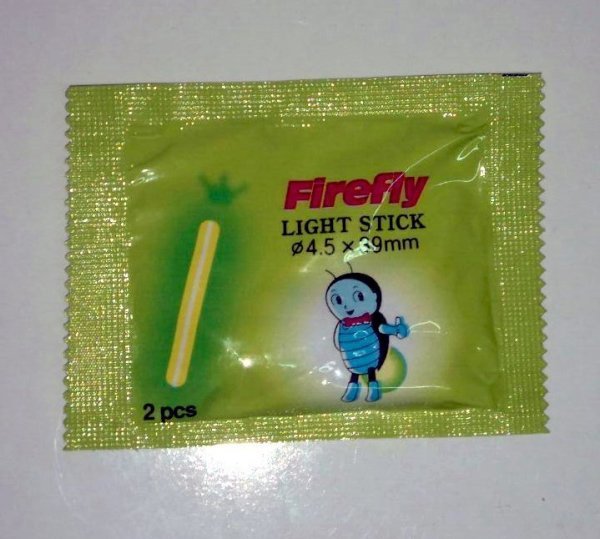 Firefly
LIGHT STICK
ø4.5 × 39mm
2 pcs